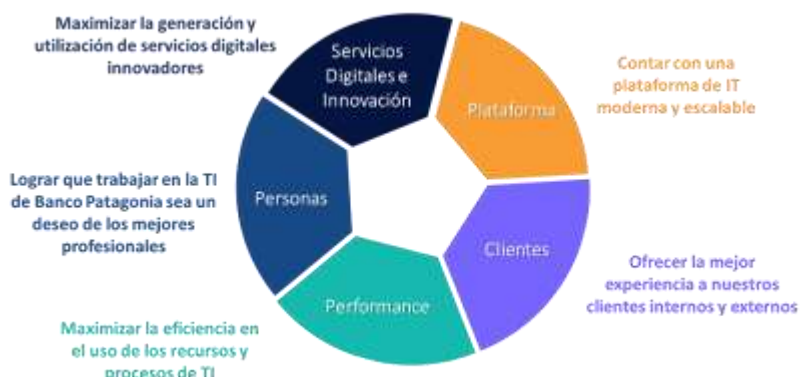 Maximizar la generación y
utilización de servicios digitales
innovadores
Servicios
Digitales e
Innovación
Plataforma
Contar con una
plataforma de IT
moderna y escalable
Lograr que trabajar en la TI
de Banco Patagonia sea un
deseo de los mejores
profesionales
Personas
Clientes
Ofrecer la mejor
experiencia a nuestros
clientes internos y externos
Performance
Maximizar la eficiencia en
el uso de los recursos y
procesos de TI